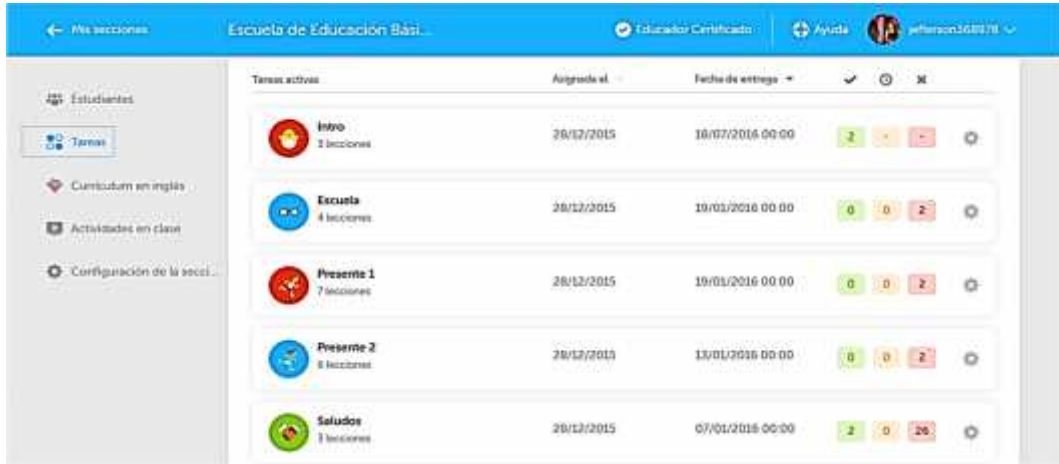 Mis secciones
Escuela de Educación Bási...
Educador Certificado
Ayuda
jefferson368978
Estudiantes
Tareas
Curriculum en inglés
Actividades en clase
Configuración de la secci...
Tareas activas Asignada el Fecha de entrega
Intro
3 lecciones
28/12/2015 18/07/2016 00:00 2 - -
Escuela
4 lecciones
28/12/2015 19/01/2016 00:00 0 0 2
Presente 1
7 lecciones
28/12/2015 19/01/2016 00:00 0 0 2
Presente 2
lecciones
28/12/2015 13/01/2016 00:00 0 0 2
Saludos
3 lecciones
28/12/2015 07/01/2016 00:00 2 0 26